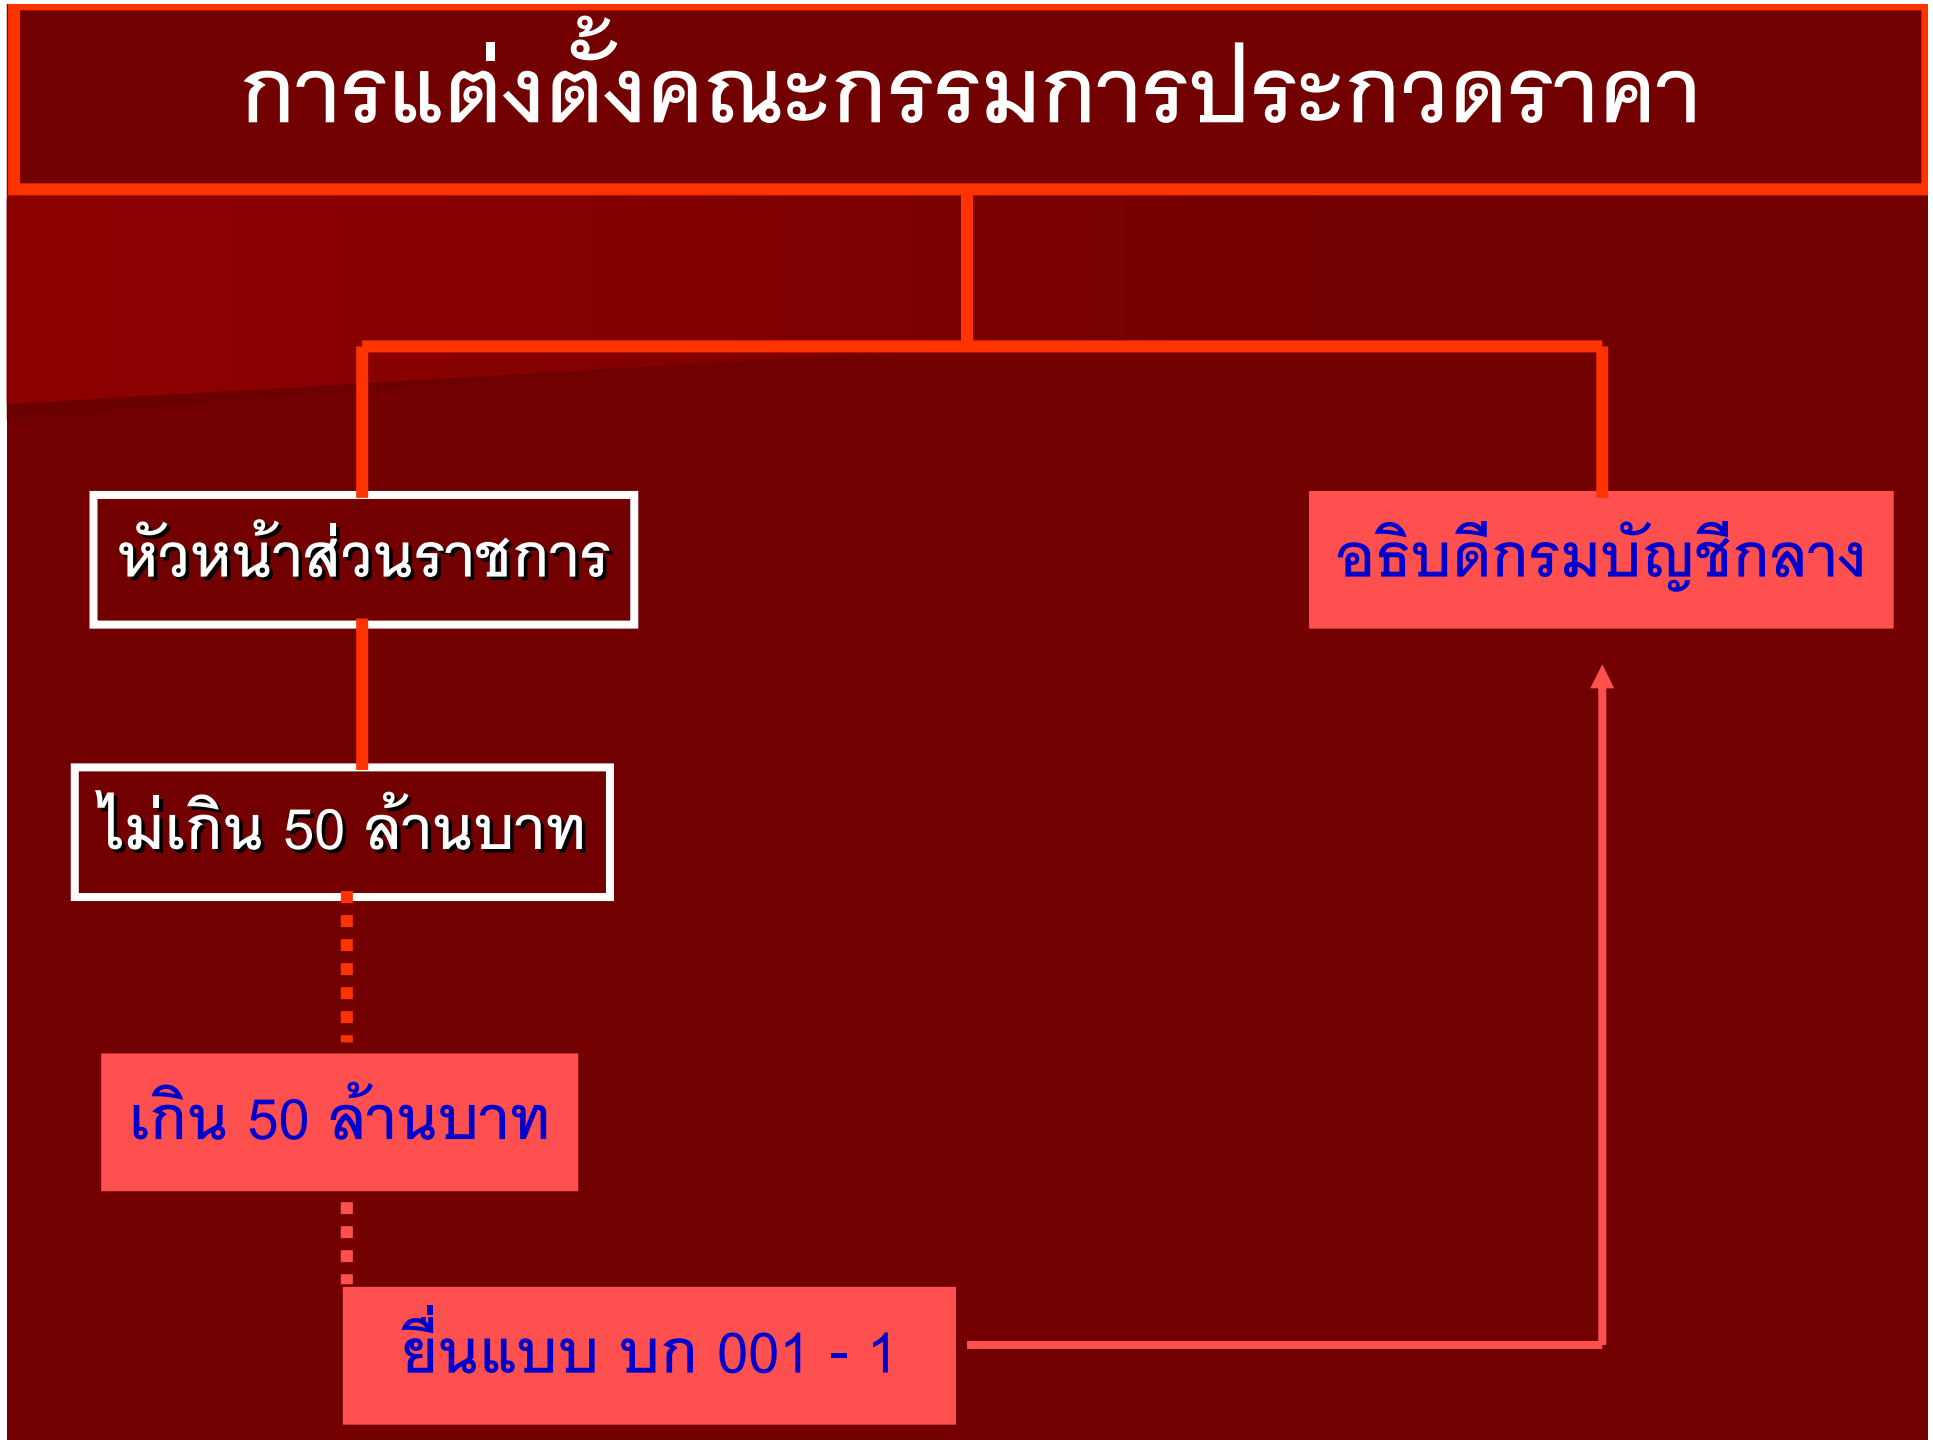 การแต่งตั้งคณะกรรมการประกวดราคา
หัวหน้าส่วนราชการ
อธิบดีกรมบัญชีกลาง
ไม่เกิน 50 ล้านบาท
เกิน 50 ล้านบาท
ยื่นแบบ บก 001 - 1